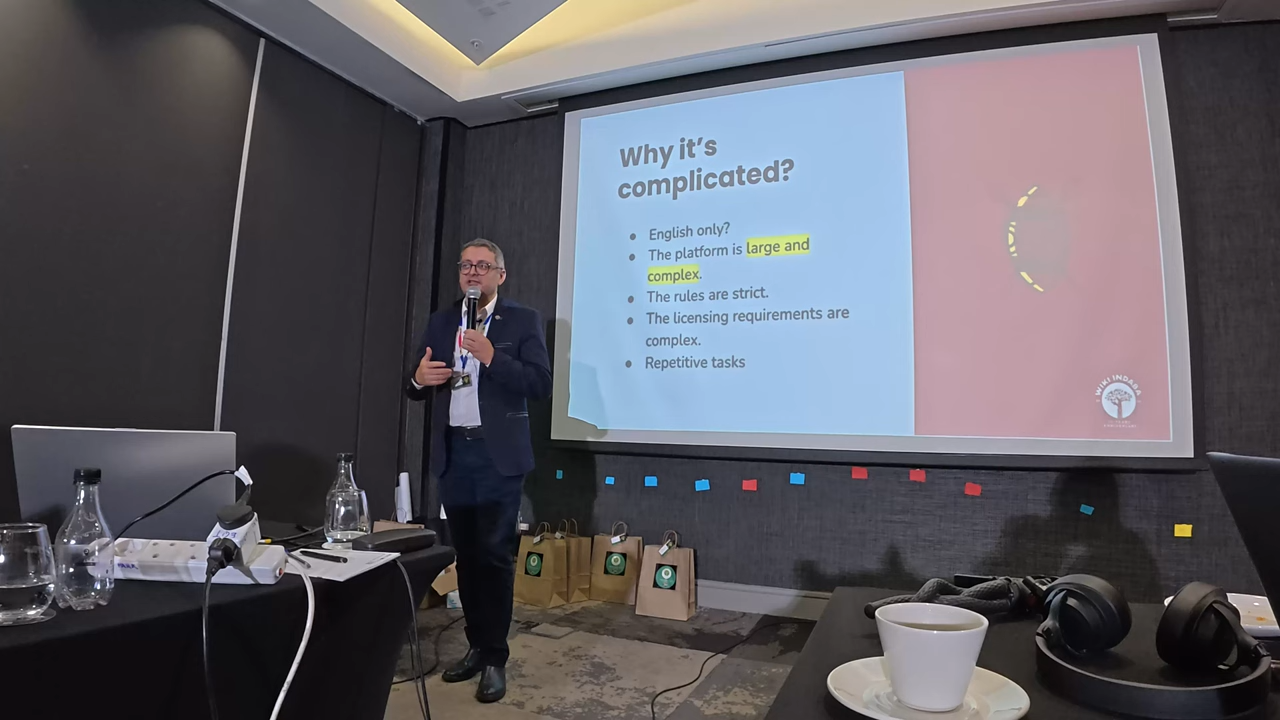 Why it's
complicated?
English only?
The platform is large and
complex.
The rules are strict.
The licensing requirements are
complex.
Repetitive tasks
WIKI INDABA